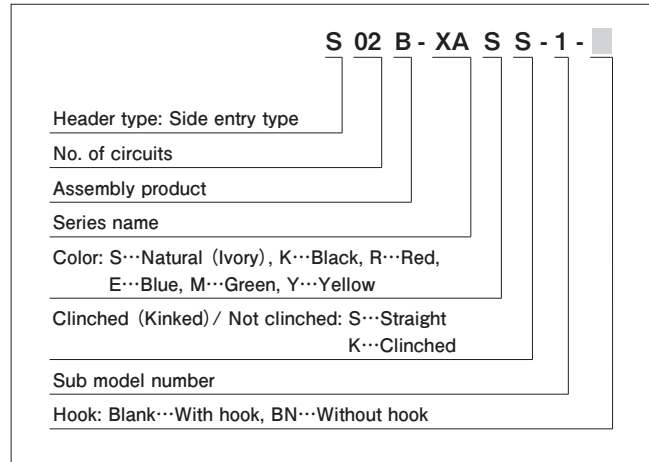 S 02 B - XA S S - 1 -
Header type: Side entry type
No. of circuits
Assembly product
Series name
Color: S…Natural (Ivory), K…Black, R…Red,
E…Blue, M…Green, Y…Yellow
Clinched (Kinked) / Not clinched: S…Straight
K…Clinched
Sub model number
Hook: Blank…With hook, BN…Without hook